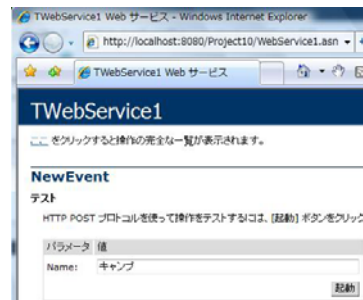 TWebService1 Web サービス - Windows Internet Explorer
http://localhost:8080/Project10/WebService1.asn
TWebService1 Web サービス
TWebService1
ここ をクリックすると操作の完全な一覧が表示されます。
NewEvent
テスト
HTTP POST プロトコルを使って操作をテストするには、[起動] ボタンをクリック
パラメータ 値
Name: キャンプ
起動